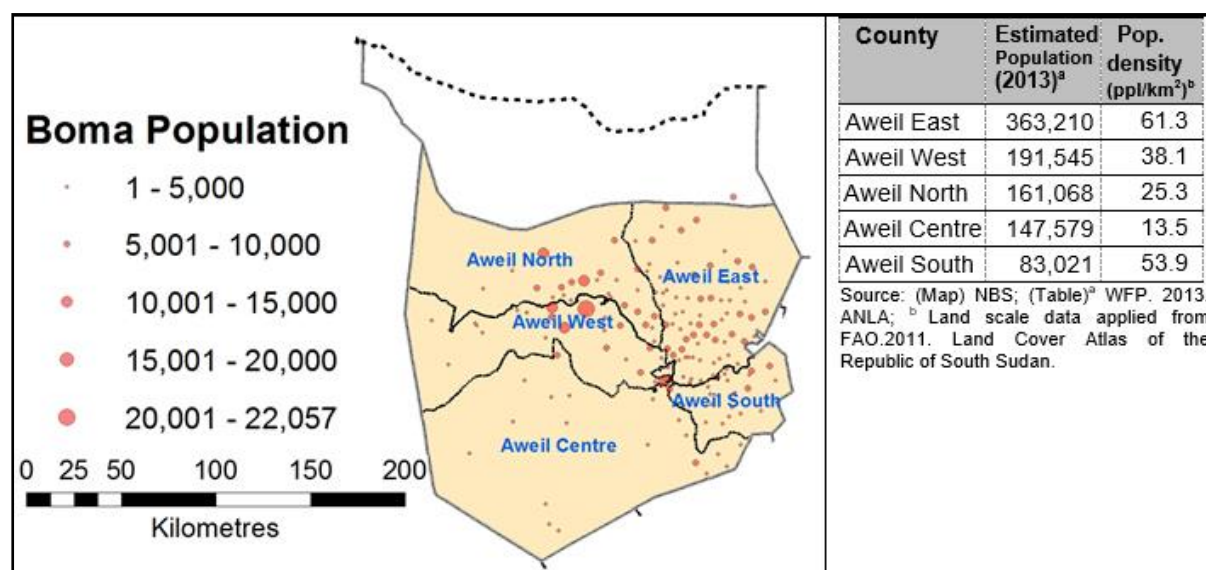 Boma Population
1 - 5,000
5,001 - 10,000
10,001 - 15,000
15,001 - 20,000
20,001 - 22,057
0 25 50 100 150 200
Kilometres
Aweil North
Aweil East
Aweil West
Aweil South
Aweil Centre
County Estimated Population (2013)ᵃ Pop. density (ppl/km²)ᵇ
Aweil East 363,210 61.3
Aweil West 191,545 38.1
Aweil North 161,068 25.3
Aweil Centre 147,579 13.5
Aweil South 83,021 53.9
Source: (Map) NBS; (Table)ᵃ WFP. 2013.
ANLA; ᵇ Land scale data applied from
FAO.2011. Land Cover Atlas of the
Republic of South Sudan.